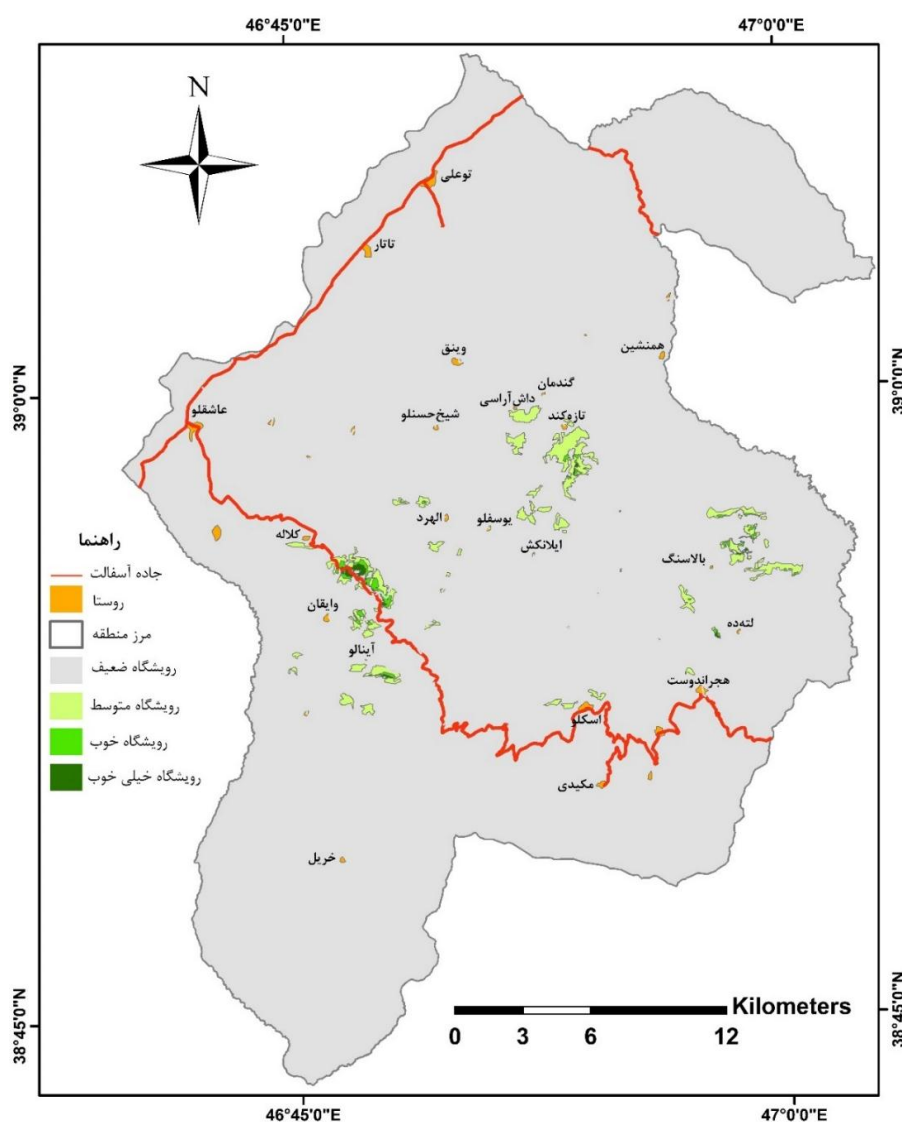 46°45'0"E
47°0'0"E
N
توعلی
تاتار
39°0'0"N
39°0'0"N
وینق
همنشین
گندمان
داش‌آراسی
عاشقلو
شیخ‌حسنلو
تازه‌کند
الهرد
یوسفلو
کلاله
ایلانکش
بالاسنگ
وایقان
لته‌ده
آینالو
هجراندوست
اسکلو
مکیدی
خریل
راهنما
جاده آسفالت
روستا
مرز منطقه
رویشگاه ضعیف
رویشگاه متوسط
رویشگاه خوب
رویشگاه خیلی خوب
Kilometers
0 3 6 12
38°45'0"N
38°45'0"N
46°45'0"E
47°0'0"E